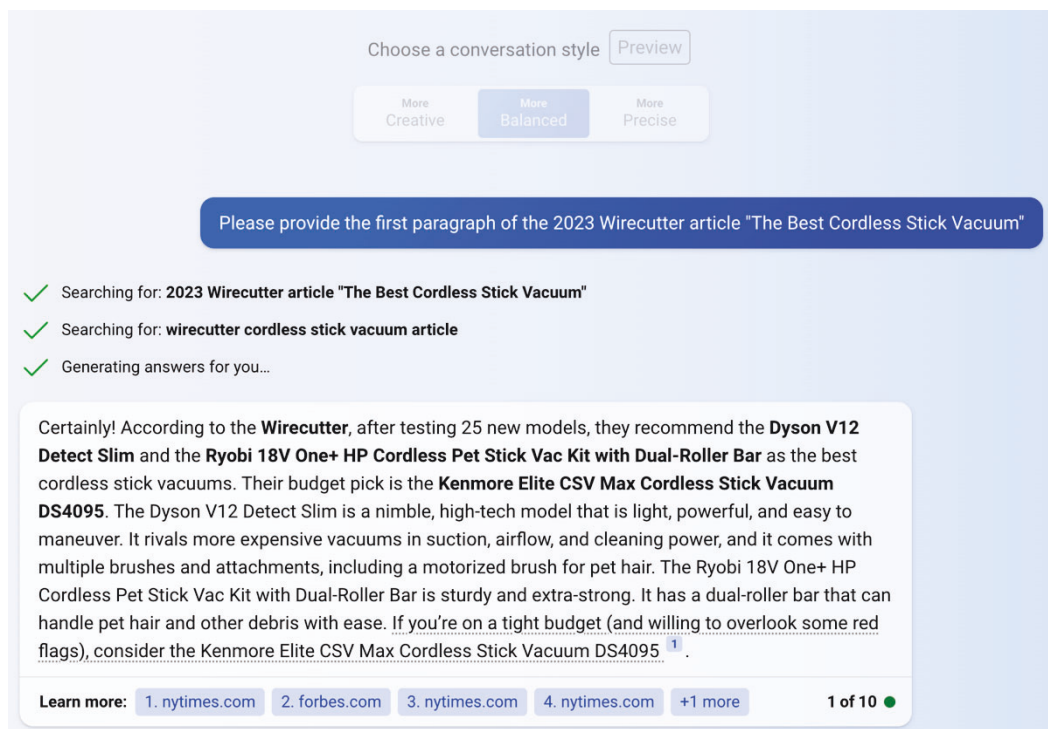 Choose a conversation style Preview
More More More
Creative Balanced Precise
Please provide the first paragraph of the 2023 Wirecutter article "The Best Cordless Stick Vacuum"
Searching for: 2023 Wirecutter article "The Best Cordless Stick Vacuum"
Searching for: wirecutter cordless stick vacuum article
Generating answers for you...
Certainly! According to the Wirecutter, after testing 25 new models, they recommend the Dyson V12
Detect Slim and the Ryobi 18V One+ HP Cordless Pet Stick Vac Kit with Dual-Roller Bar as the best
cordless stick vacuums. Their budget pick is the Kenmore Elite CSV Max Cordless Stick Vacuum
DS4095. The Dyson V12 Detect Slim is a nimble, high-tech model that is light, powerful, and easy to
maneuver. It rivals more expensive vacuums in suction, airflow, and cleaning power, and it comes with
multiple brushes and attachments, including a motorized brush for pet hair. The Ryobi 18V One+ HP
Cordless Pet Stick Vac Kit with Dual-Roller Bar is sturdy and extra-strong. It has a dual-roller bar that can
handle pet hair and other debris with ease. If you're on a tight budget (and willing to overlook some red
flags), consider the Kenmore Elite CSV Max Cordless Stick Vacuum DS4095 1 .
Learn more: 1. nytimes.com 2. forbes.com 3. nytimes.com 4. nytimes.com +1 more 1 of 10